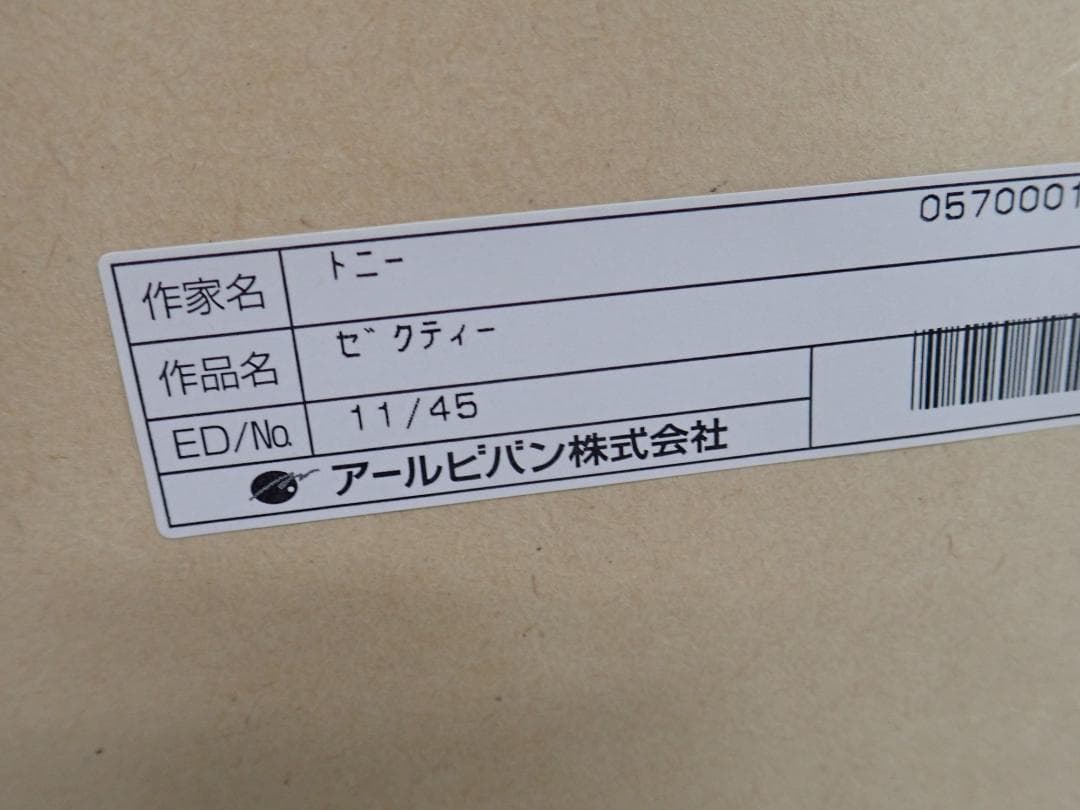 0570001
作家名 ﾄﾆｰ
作品名 ｾﾞｸﾃｨｰ
ED/No. 11/45
アールビバン株式会社